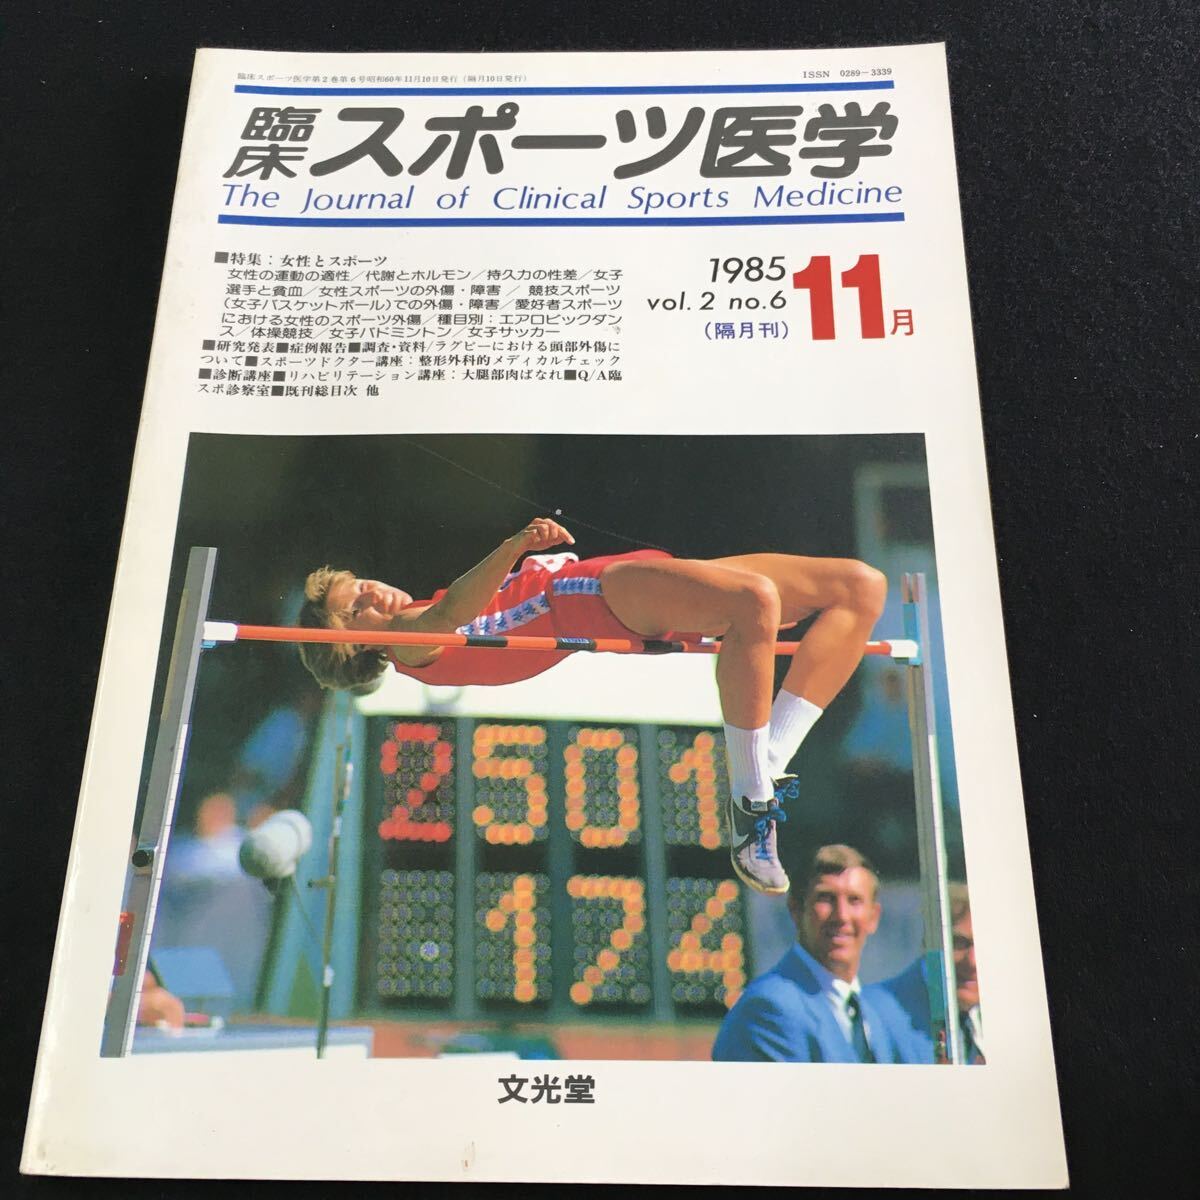 臨床スポーツ医学第2巻第6号昭和60年11月10日発行（隔月10日発行）
ISSN 0289-3339
臨床スポーツ医学
The Journal of Clinical Sports Medicine
■特集：女性とスポーツ
女性の運動の適性／代謝とホルモン／持久力の性差／女子
選手と貧血／女性スポーツの外傷・障害／競技スポーツ
（女子バスケットボール）での外傷・障害／愛好者スポーツ
における女性のスポーツ外傷／種目別：エアロビックダン
ス／体操競技／女子バドミントン／女子サッカー
■研究発表■症例報告■調査・資料/ラグビーにおける頭部外傷に
ついて■スポーツドクター講座：整形外科的メディカルチェック
■診断講座■リハビリテーション講座：大腿部肉ばなれ■Q/A臨
スポ診察室■既刊総目次 他
1985
vol.2 no.6
（隔月刊）
11月
2501
174
文光堂